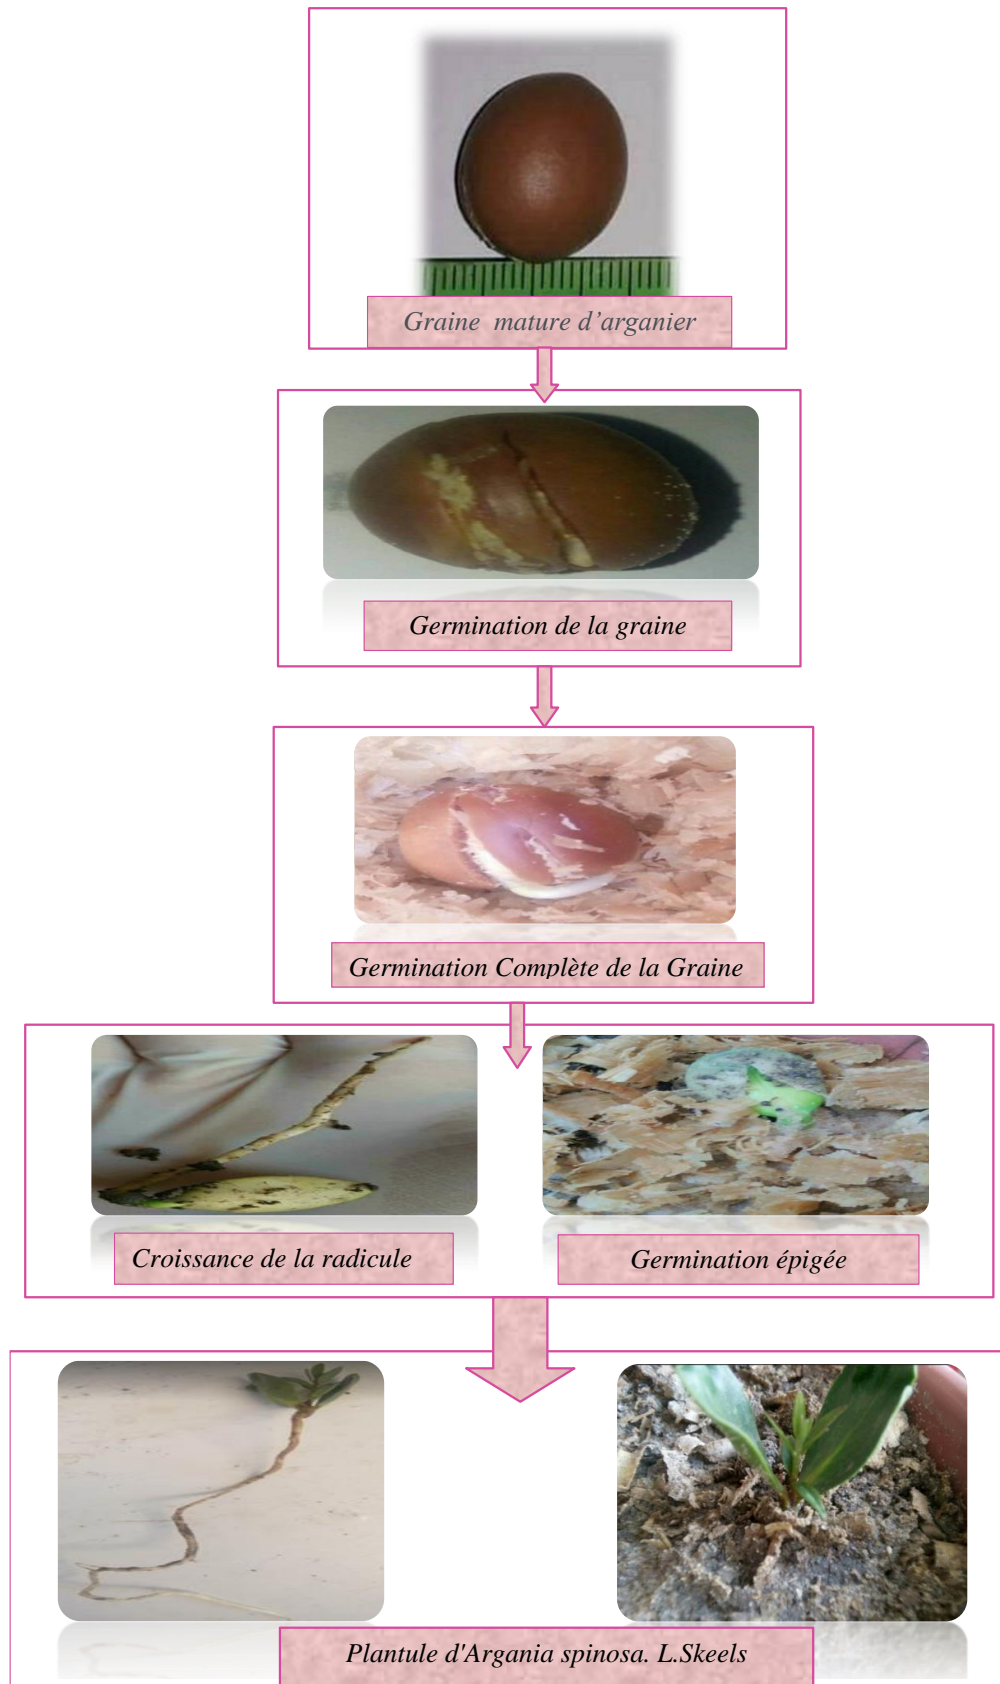 Graine mature d'arganier
Germination de la graine
Germination Complète de la Graine
Croissance de la radicule
Germination épigée
Plantule d'Argania spinosa. L.Skeels